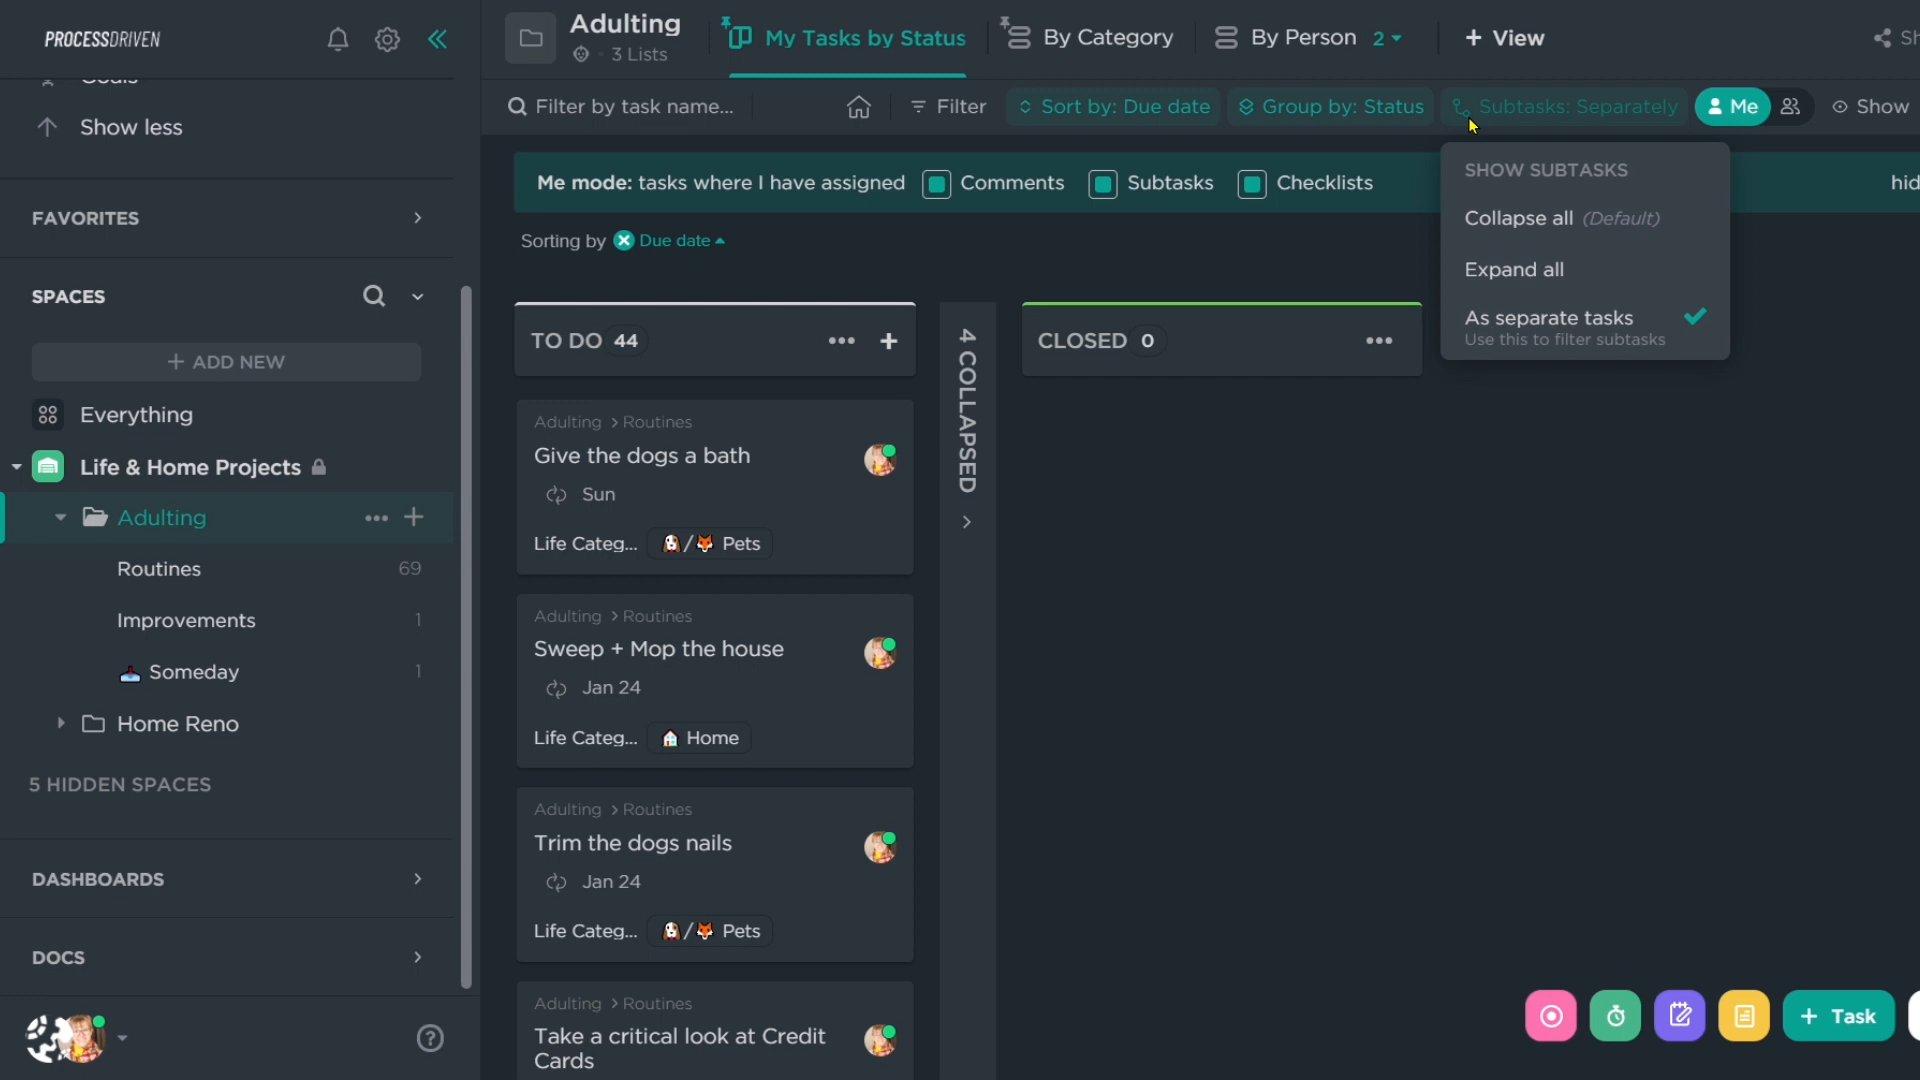 PROCESSDRIVEN
Goals
Show less
FAVORITES
SPACES
+ ADD NEW
Everything
Life & Home Projects
Adulting
Routines 69
Improvements 1
Someday 1
Home Reno
5 HIDDEN SPACES
DASHBOARDS
DOCS
Adulting
3 Lists
My Tasks by Status
By Category
By Person 2
+ View
Sh
Filter by task name...
Filter
Sort by: Due date
Group by: Status
Subtasks: Separately
Me
Show
Me mode: tasks where I have assigned
Comments
Subtasks
Checklists
hid
Sorting by Due date
SHOW SUBTASKS
Collapse all (Default)
Expand all
As separate tasks
Use this to filter subtasks
TO DO 44
4 COLLAPSED
CLOSED 0
Adulting > Routines
Give the dogs a bath
Sun
Life Categ... / Pets
Adulting > Routines
Sweep + Mop the house
Jan 24
Life Categ... Home
Adulting > Routines
Trim the dogs nails
Jan 24
Life Categ... / Pets
Adulting > Routines
Take a critical look at Credit
Cards
+ Task